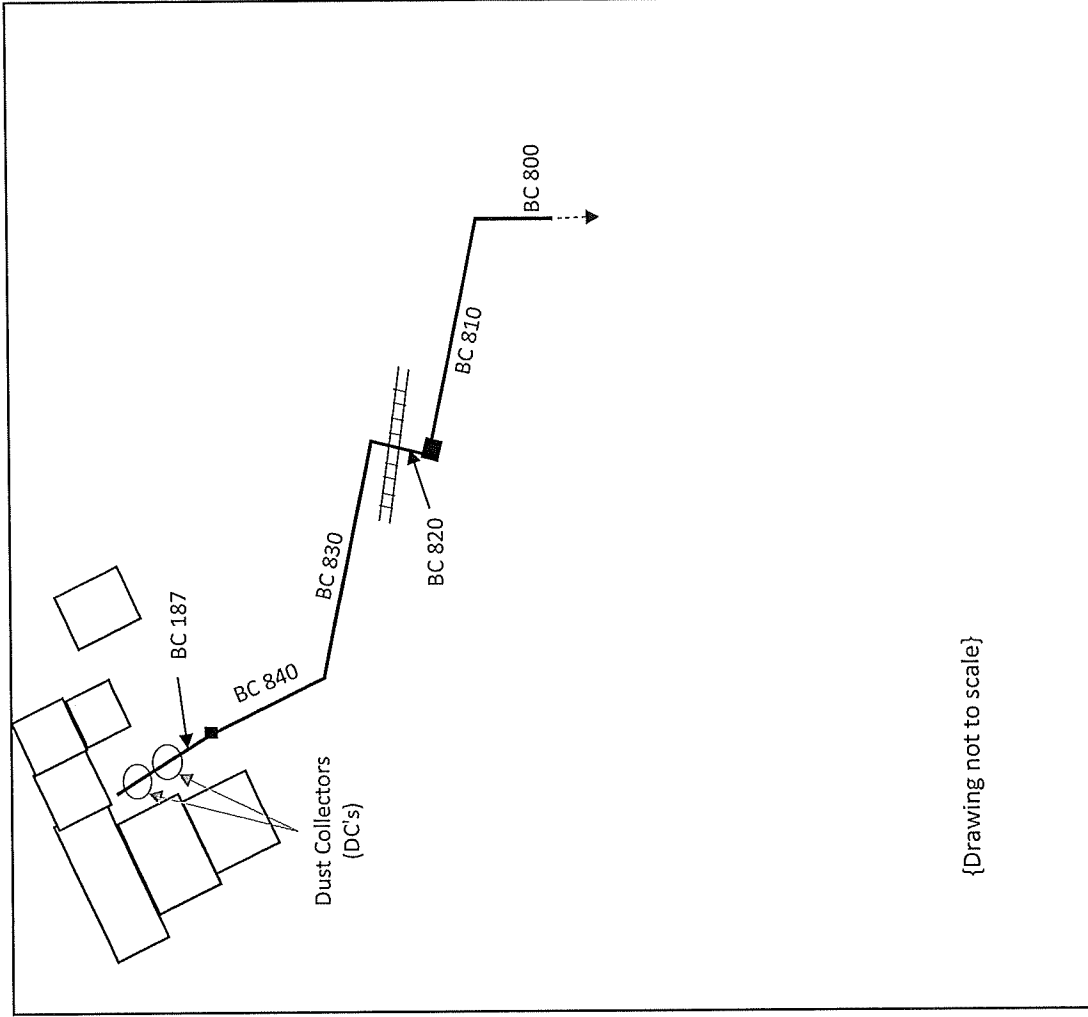 BC 187
BC 840
Dust Collectors
(DC's)
BC 830
BC 820
BC 810
BC 800
{Drawing not to scale}